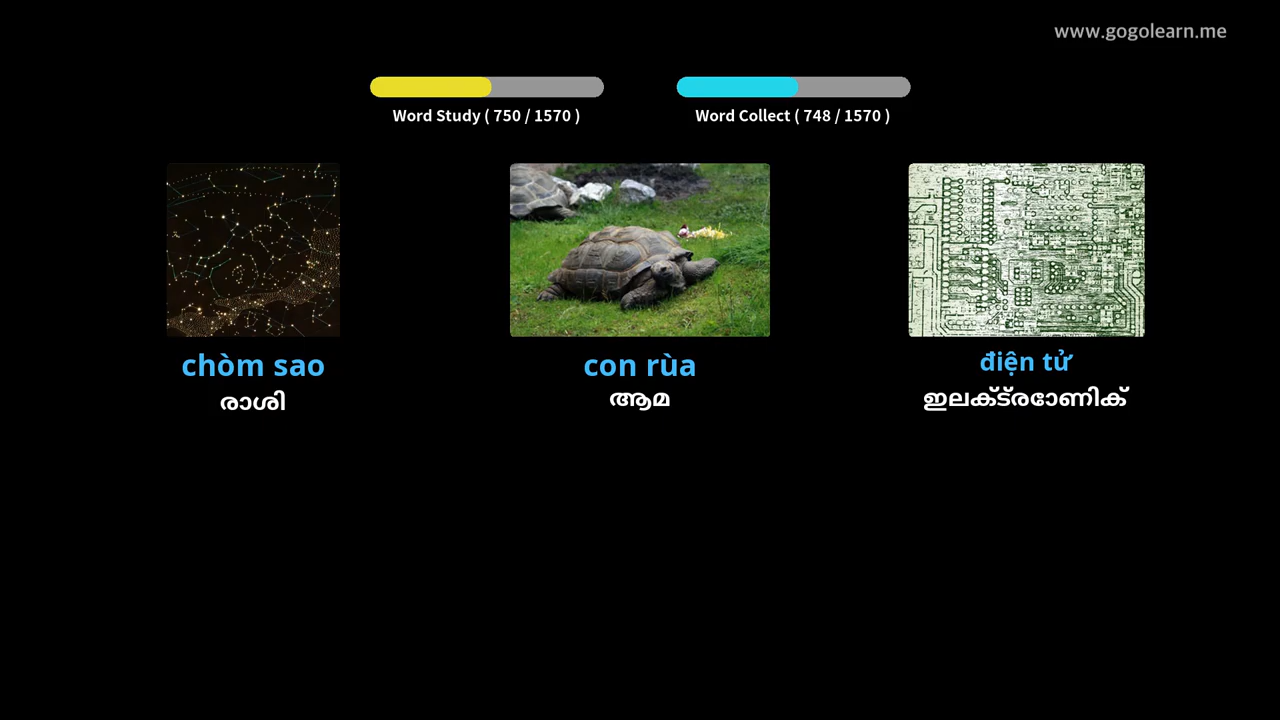 www.gogolearn.me
Word Study ( 750 / 1570 )
Word Collect ( 748 / 1570 )
chòm sao
con rùa
điện tử
രാശി
ആമ
ഇലക്ട്രോണിക്